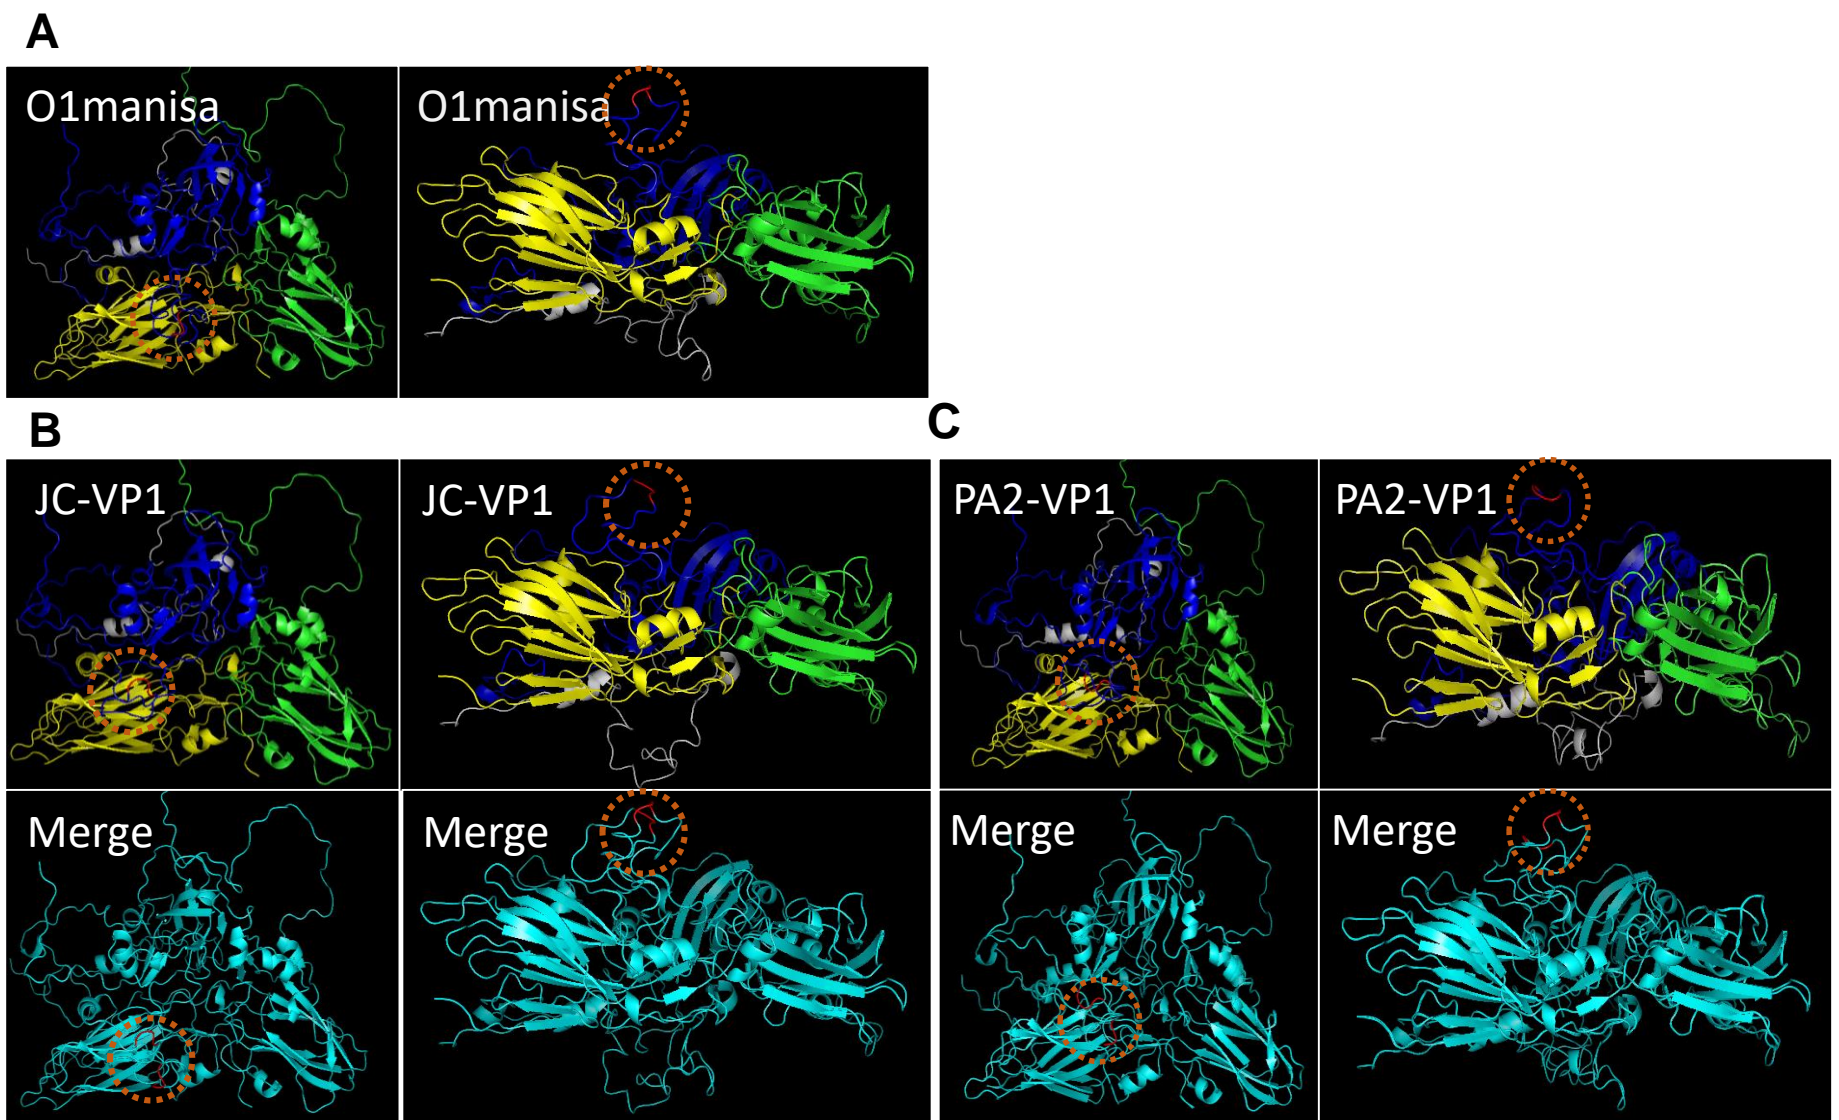 A
O1manisa
O1manisa
B
JC-VP1
JC-VP1
Merge
Merge
C
PA2-VP1
PA2-VP1
Merge
Merge